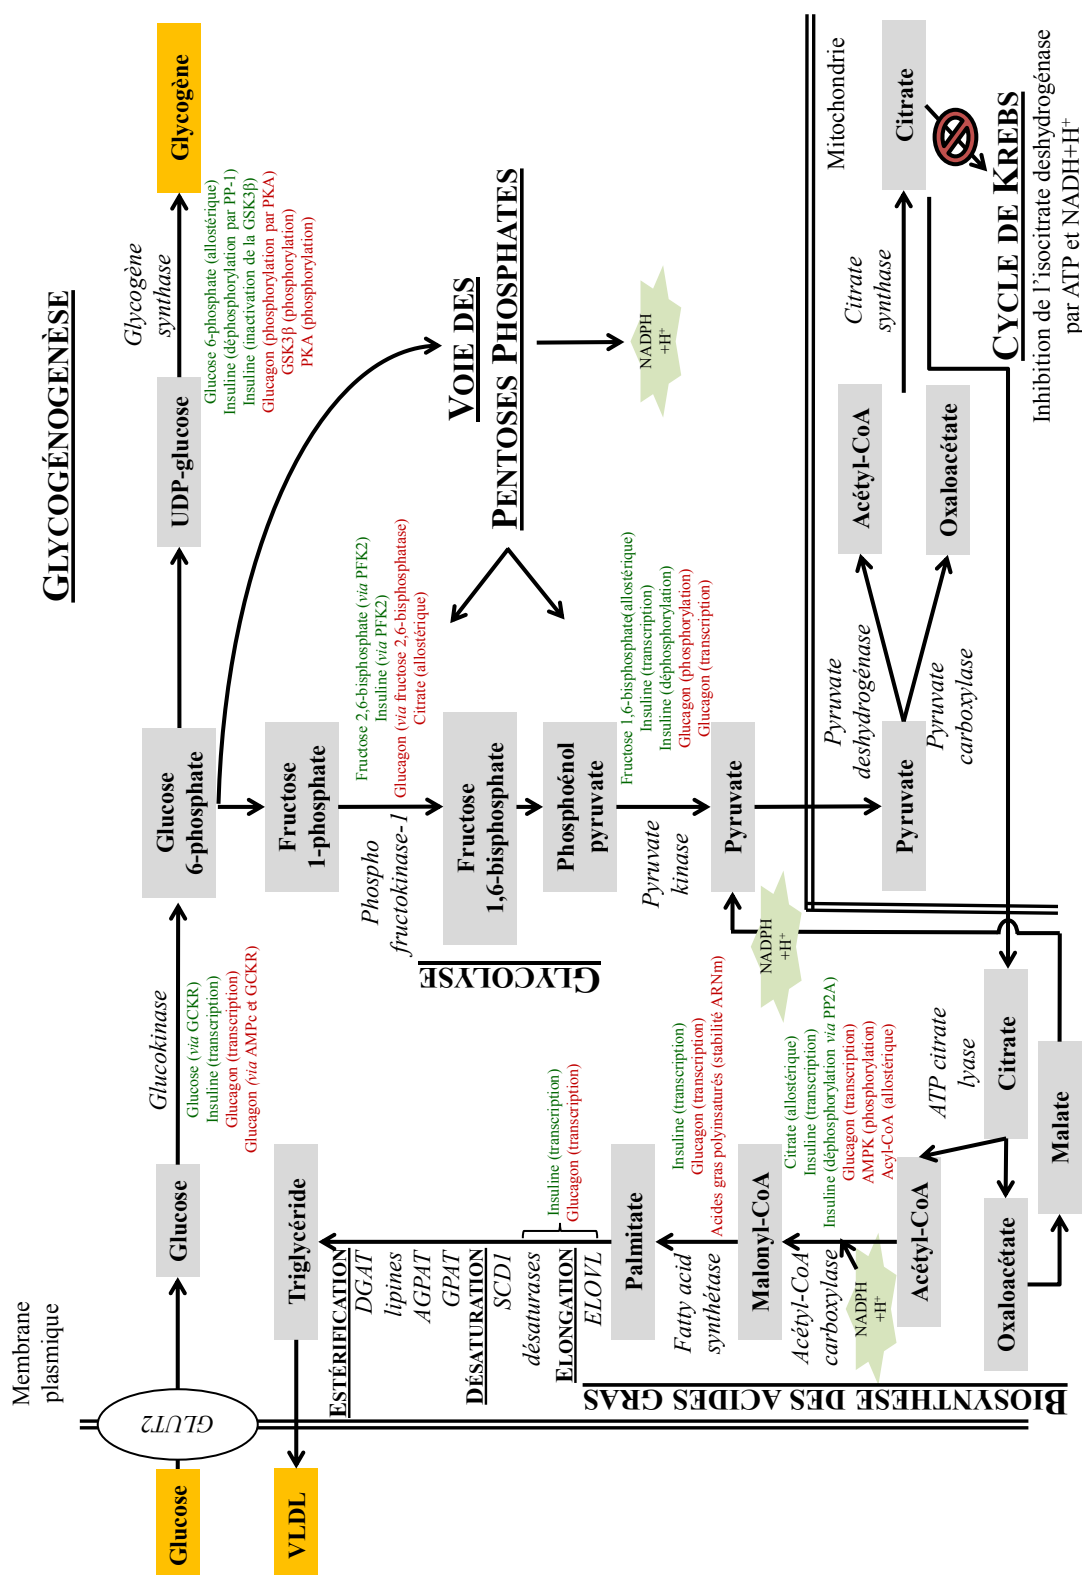 Membrane
plasmique
Glucose
GLUT2
Glucose
Glucokinase
Glucose (via GCKR)
Insuline (transcription)
Glucagon (transcription)
Glucagon (via AMPc et GCKR)
Glucose
6-phosphate
UDP-glucose
Glycogène
synthase
Glucose 6-phosphate (allostérique)
Insuline (déphosphorylation par PP-1)
Insuline (inactivation de la GSK3β)
Glucagon (phosphorylation par PKA)
GSK3β (phosphorylation)
PKA (phosphorylation)
Glycogène
GLYCOGÉNOGENÈSE
VLDL
Triglycéride
ESTÉRIFICATION
DGAT
lipines
AGPAT
GPAT
DÉSATURATION
SCD1
désaturases
ELONGATION
ELOVL
Insuline (transcription)
Glucagon (transcription)
Palmitate
Fatty acid
synthétase
Insuline (transcription)
Glucagon (transcription)
Acides gras polyinsaturés (stabilité ARNm)
Malonyl-CoA
Acétyl-CoA
carboxylase
NADPH
+H⁺
Citrate (allostérique)
Insuline (transcription)
Insuline (déphosphorylation via PP2A)
Glucagon (transcription)
AMPK (phosphorylation)
Acyl-CoA (allostérique)
Acétyl-CoA
Oxaloacétate
BIOSYNTHESE DES ACIDES GRAS
ATP citrate
lyase
Citrate
Malate
NADPH
+H⁺
GLYCOLYSE
Fructose
1-phosphate
Phospho
fructokinase-1
Fructose 2,6-bisphosphate (via PFK2)
Insuline (via PFK2)
Glucagon (via fructose 2,6-bisphosphatase)
Citrate (allostérique)
Fructose
1,6-bisphosphate
Phosphoénol
pyruvate
Pyruvate
kinase
Fructose 1,6-bisphosphate(allostérique)
Insuline (transcription)
Insuline (déphosphorylation)
Glucagon (phosphorylation)
Glucagon (transcription)
Pyruvate
VOIE DES
PENTOSES PHOSPHATES
NADPH
+H⁺
Mitochondrie
Pyruvate
Pyruvate
deshydrogénase
Pyruvate
carboxylase
Acétyl-CoA
Oxaloacétate
Citrate
synthase
Citrate
CYCLE DE KREBS
Inhibition de l’isocitrate deshydrogénase
par ATP et NADH+H⁺